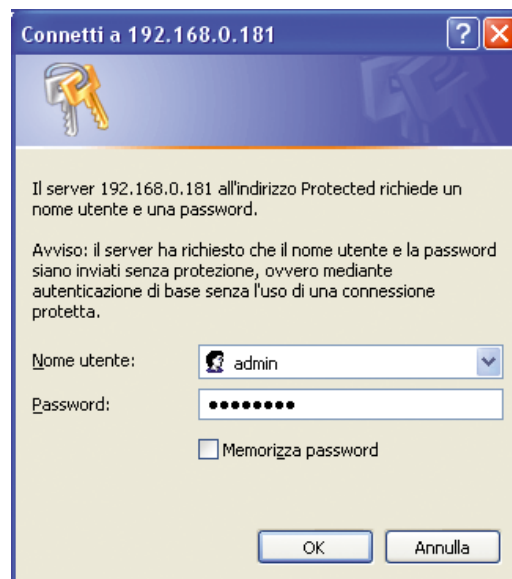 Connetti a 192.168.0.181
Il server 192.168.0.181 all'indirizzo Protected richiede un
nome utente e una password.
Avviso: il server ha richiesto che il nome utente e la password
siano inviati senza protezione, ovvero mediante
autenticazione di base senza l'uso di una connessione
protetta.
Nome utente: admin
Password: ●●●●●●●●
Memorizza password
OK Annulla